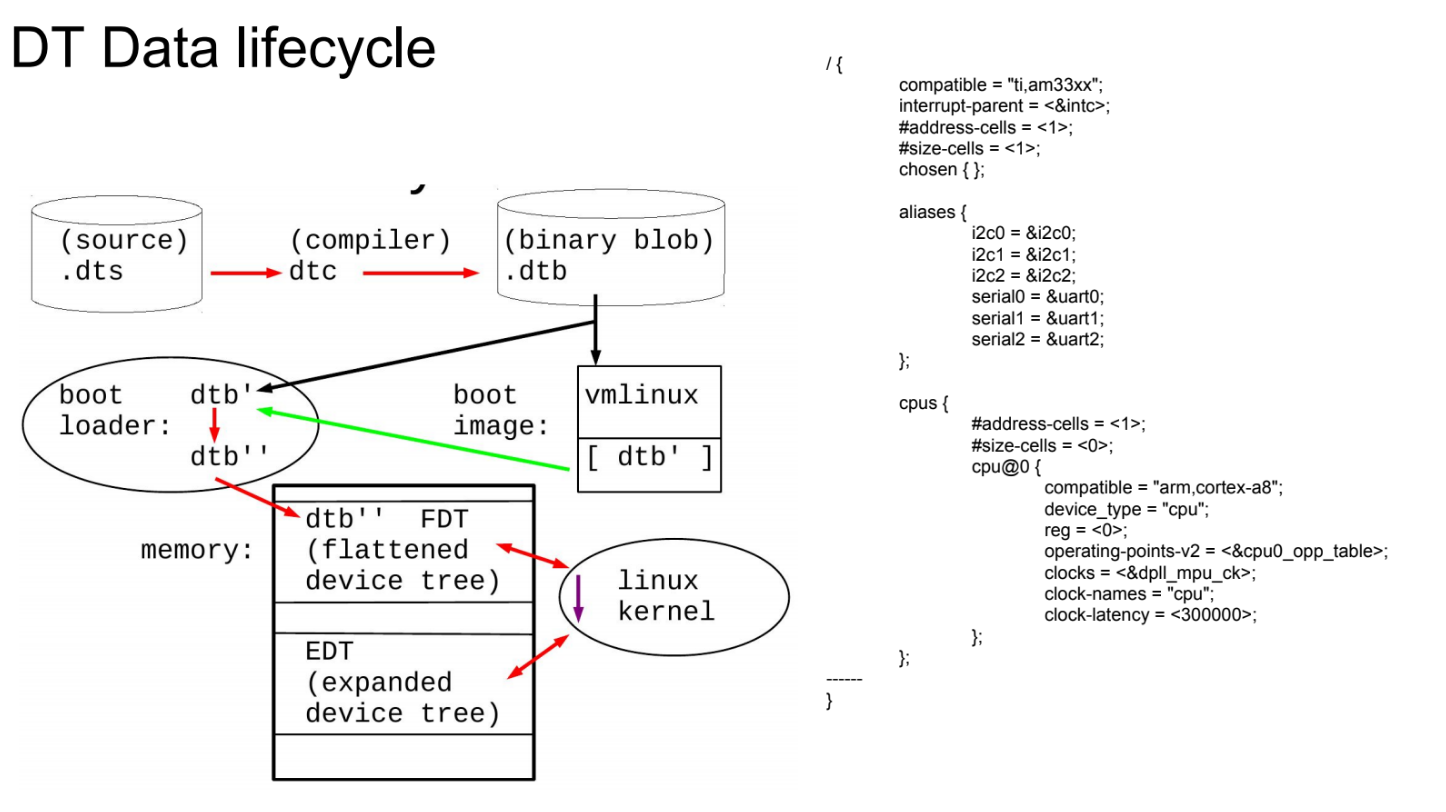 DT Data lifecycle
(source)
.dts
(compiler)
dtc
(binary blob)
.dtb
boot
loader:
dtb'
dtb''
boot
image:
vmlinux
[ dtb' ]
memory:
dtb'' FDT
(flattened
device tree)
EDT
(expanded
device tree)
linux
kernel
/ {
compatible = "ti,am33xx";
interrupt-parent = <&intc>;
#address-cells = <1>;
#size-cells = <1>;
chosen { };
aliases {
i2c0 = &i2c0;
i2c1 = &i2c1;
i2c2 = &i2c2;
serial0 = &uart0;
serial1 = &uart1;
serial2 = &uart2;
};
cpus {
#address-cells = <1>;
#size-cells = <0>;
cpu@0 {
compatible = "arm,cortex-a8";
device_type = "cpu";
reg = <0>;
operating-points-v2 = <&cpu0_opp_table>;
clocks = <&dpll_mpu_ck>;
clock-names = "cpu";
clock-latency = <300000>;
};
};
------
}